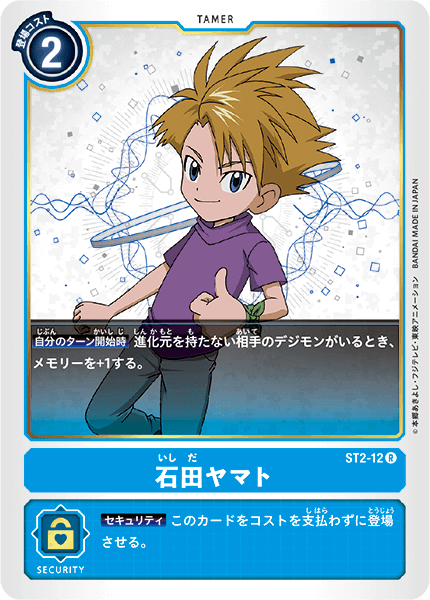 TAMER
登場コスト
2
自分のターン開始時 進化元を持たない相手のデジモンがいるとき、
メモリーを+1する。
©本郷あきよし・フジテレビ・東映アニメーション BANDAI MADE IN JAPAN
ST2-12 R
いしだ
石田ヤマト
セキュリティ このカードをコストを支払わずに登場
させる。
SECURITY